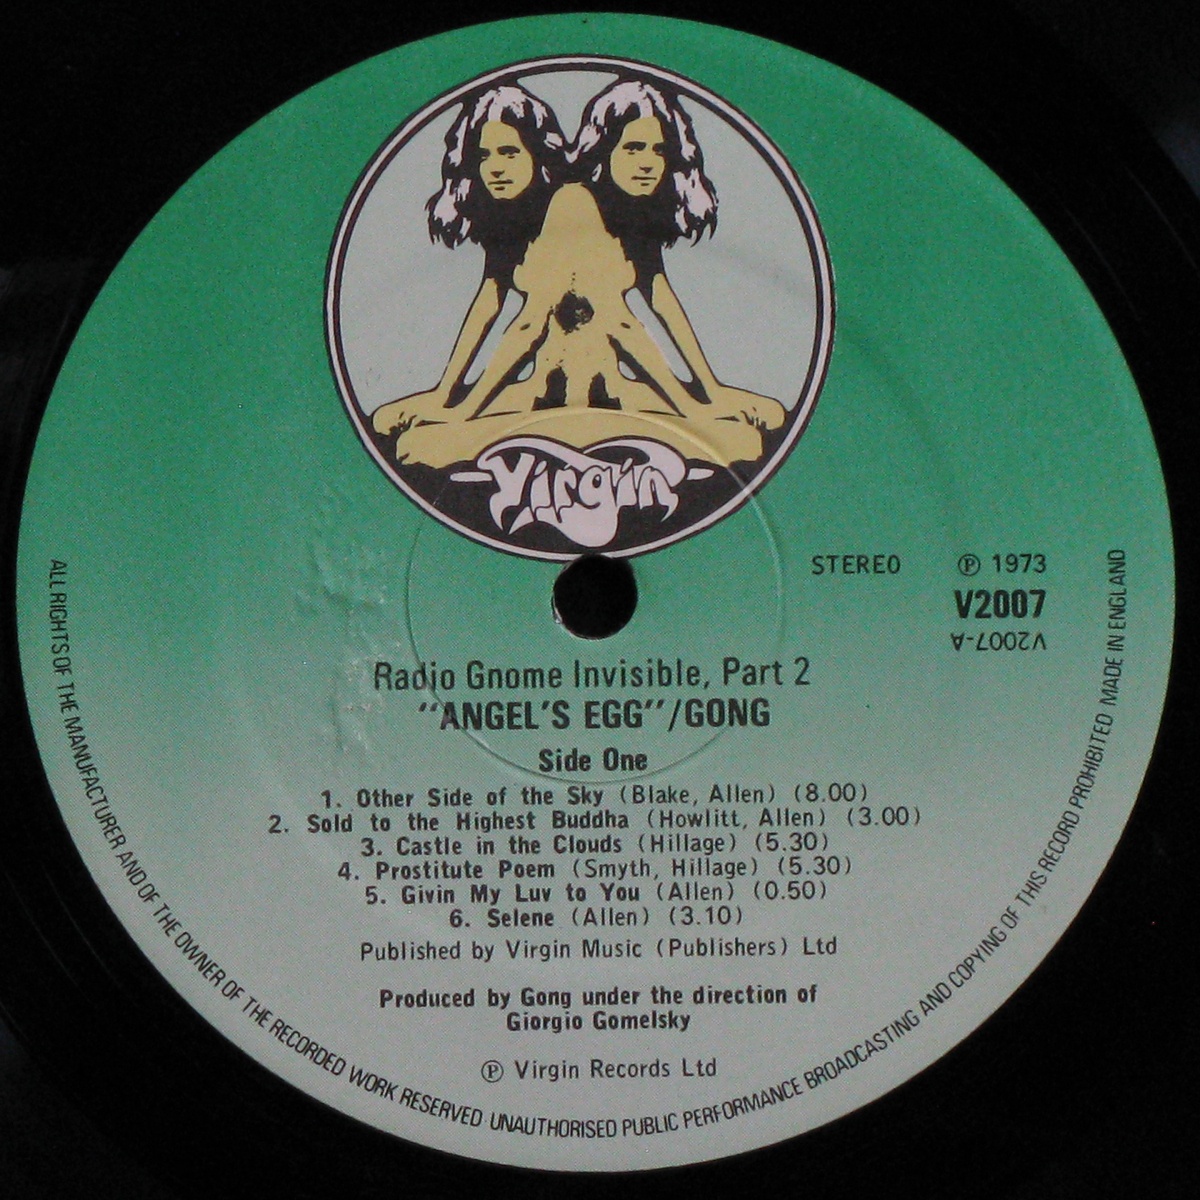 Virgin
STEREO
℗ 1973
V2007
V2007-A
Radio Gnome Invisible, Part 2
"ANGEL'S EGG"/GONG
Side One
1. Other Side of the Sky (Blake, Allen) (8.00)
2. Sold to the Highest Buddha (Howlitt, Allen) (3.00)
3. Castle in the Clouds (Hillage) (5.30)
4. Prostitute Poem (Smyth, Hillage) (5.30)
5. Givin My Luv to You (Allen) (0.50)
6. Selene (Allen) (3.10)
Published by Virgin Music (Publishers) Ltd
Produced by Gong under the direction of
Giorgio Gomelsky
℗ Virgin Records Ltd
ALL RIGHTS OF THE MANUFACTURER AND OF THE OWNER OF THE RECORDED WORK RESERVED UNAUTHORISED PUBLIC PERFORMANCE BROADCASTING AND COPYING OF THIS RECORD PROHIBITED MADE IN ENGLAND